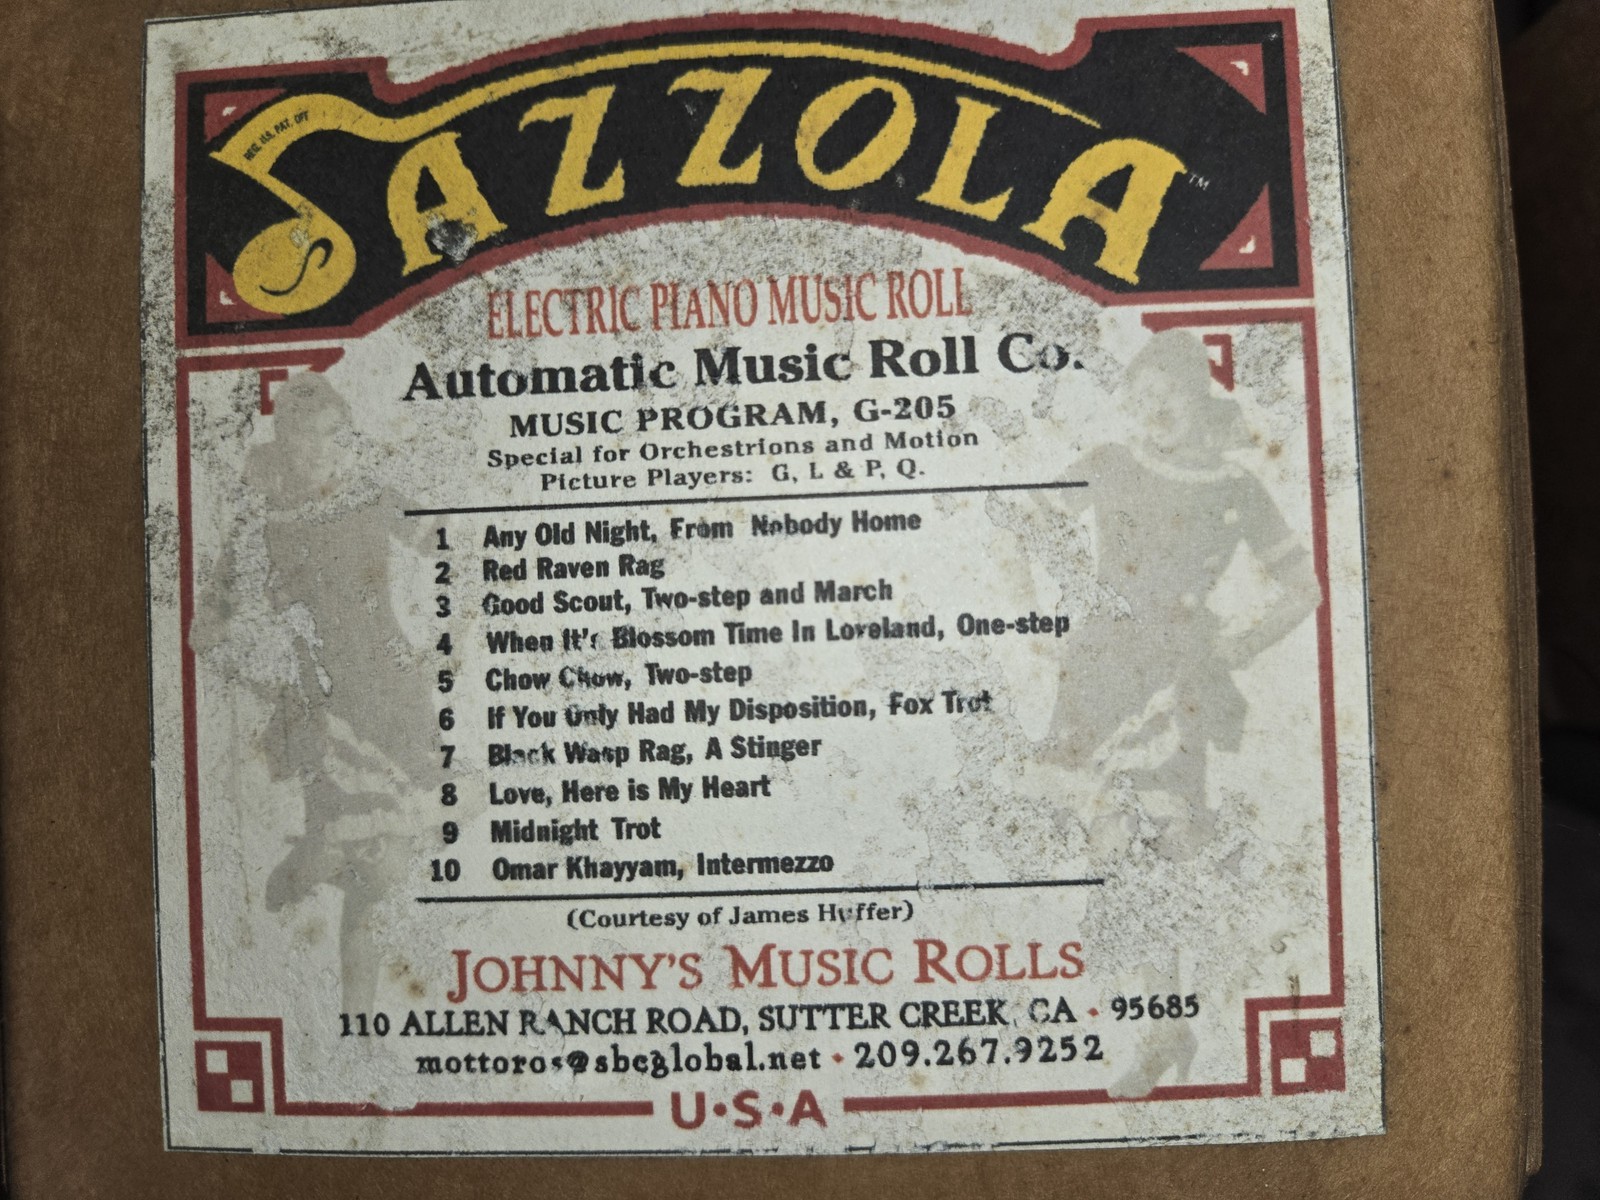 REG. U.S. PAT. OFF
JAZZOLA™
ELECTRIC PIANO MUSIC ROLL
Automatic Music Roll Co.
MUSIC PROGRAM, G-205
Special for Orchestrions and Motion
Picture Players: G, L & P, Q.
1 Any Old Night, From Nobody Home
2 Red Raven Rag
3 Good Scout, Two-step and March
4 When It's Blossom Time In Loveland, One-step
5 Chow Chow, Two-step
6 If You Only Had My Disposition, Fox Trot
7 Black Wasp Rag, A Stinger
8 Love, Here is My Heart
9 Midnight Trot
10 Omar Khayyam, Intermezzo
(Courtesy of James Huffer)
JOHNNY'S MUSIC ROLLS
110 ALLEN RANCH ROAD, SUTTER CREEK, CA • 95685
mottoros@sbcglobal.net • 209.267.9252
U•S•A